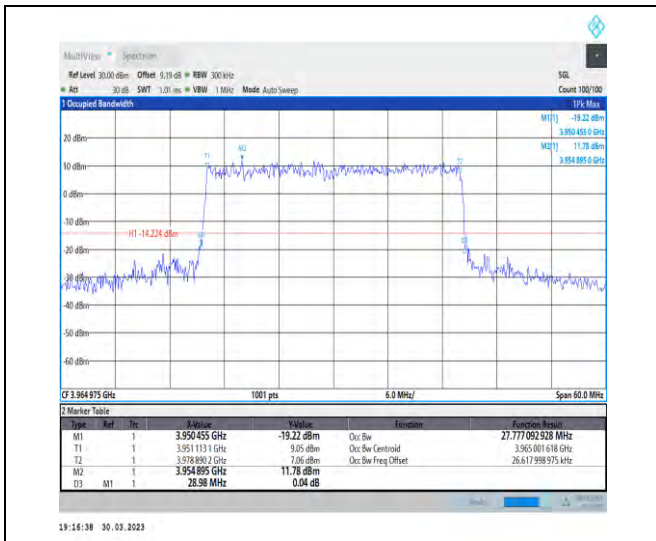 MultiView Spectrum
Ref Level 30.00 dBm Offset 9.19 dB RBW 300 kHz SGL
Att 30 dB SWT 1.01 ms VBW 1 MHz Mode Auto Sweep Count 100/100
1 Occupied Bandwidth 1Pk Max
M1[1] -19.22 dBm
3.950 455 0 GHz
M2[1] 11.78 dBm
3.954 895 0 GHz
20 dBm
T1 M2 T2
10 dBm
0 dBm
-10 dBm
H1 -14.224 dBm
M1 D3
-20 dBm
-30 dBm
-40 dBm
-50 dBm
-60 dBm
CF 3.964 975 GHz 1001 pts 6.0 MHz/ Span 60.0 MHz
2 Marker Table
Type Ref Trc X-Value Y-Value Function Function Result
M1 1 3.950 455 GHz -19.22 dBm Occ Bw 27.777 092 928 MHz
T1 1 3.951 113 1 GHz 9.05 dBm Occ Bw Centroid 3.965 001 618 GHz
T2 1 3.978 890 2 GHz 7.06 dBm Occ Bw Freq Offset 26.617 998 975 kHz
M2 1 3.954 895 GHz 11.78 dBm
D3 M1 1 28.98 MHz 0.04 dB
19:16:38 30.03.2023